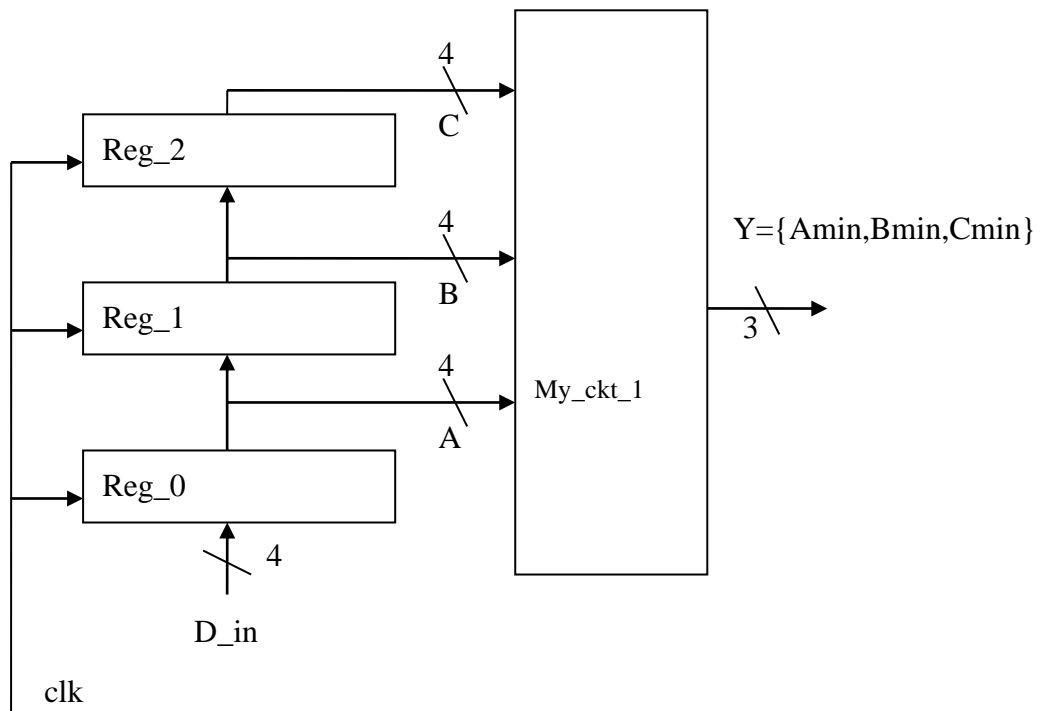 4
C
Reg_2
Y={Amin,Bmin,Cmin}
4
B
Reg_1
3
4
My_ckt_1
A
Reg_0
4
D_in
clk